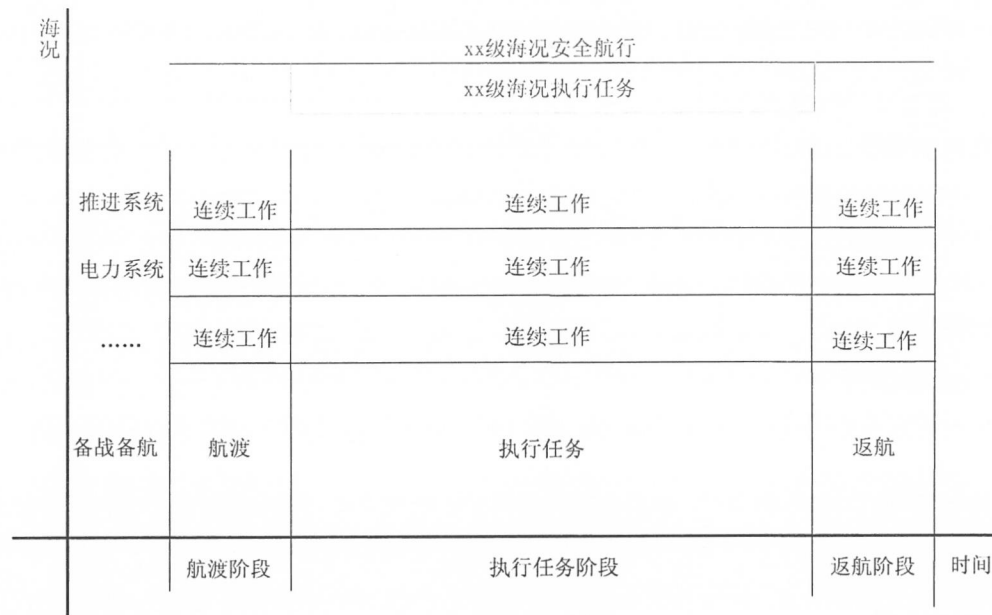 海况
xx级海况安全航行
xx级海况执行任务
推进系统 连续工作 连续工作 连续工作
电力系统 连续工作 连续工作 连续工作
...... 连续工作 连续工作 连续工作
备战备航 航渡 执行任务 返航
航渡阶段 执行任务阶段 返航阶段 时间